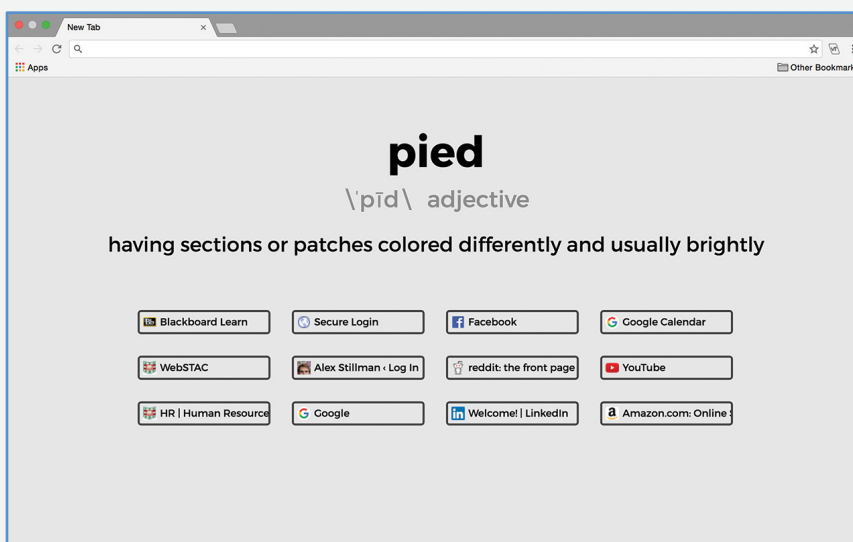 New Tab
Apps
Other Bookmark
pied
\ˈpīd\ adjective
having sections or patches colored differently and usually brightly
Blackboard Learn
Secure Login
Facebook
Google Calendar
WebSTAC
Alex Stillman ‹ Log In
reddit: the front page
YouTube
HR | Human Resource
Google
Welcome! | LinkedIn
Amazon.com: Online